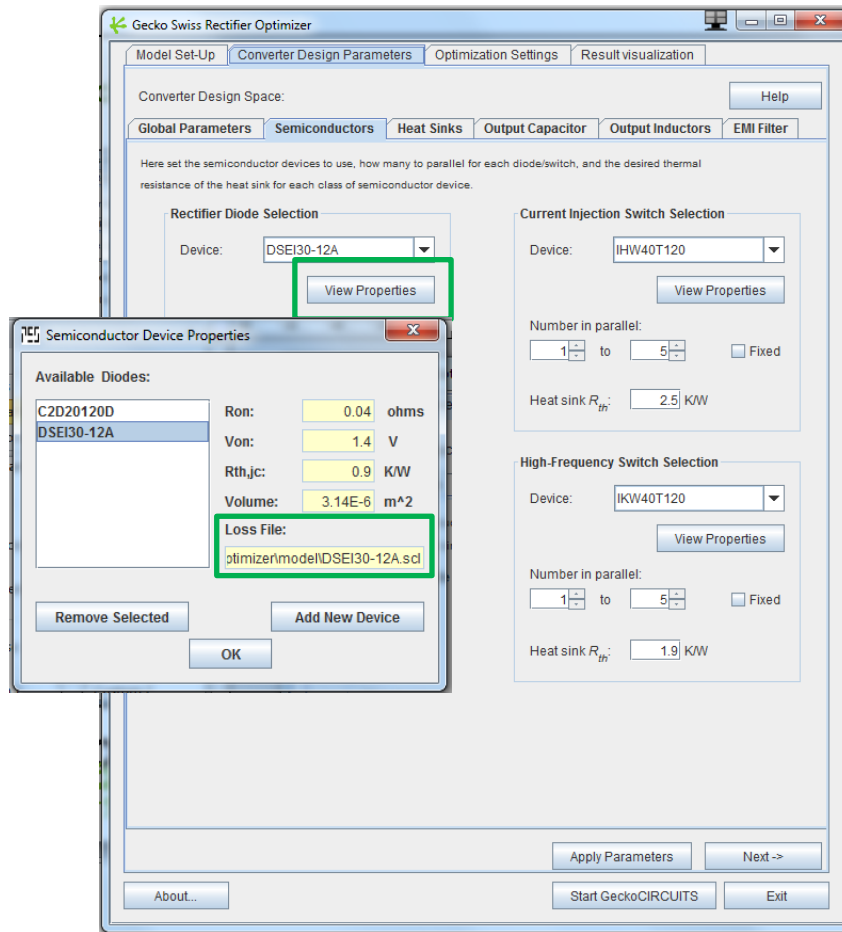 Gecko Swiss Rectifier Optimizer
Model Set-Up Converter Design Parameters Optimization Settings Result visualization
Converter Design Space: Help
Global Parameters Semiconductors Heat Sinks Output Capacitor Output Inductors EMI Filter
Here set the semiconductor devices to use, how many to parallel for each diode/switch, and the desired thermal
resistance of the heat sink for each class of semiconductor device.
Rectifier Diode Selection
Device: DSEI30-12A
View Properties
Current Injection Switch Selection
Device: IHW40T120
View Properties
Number in parallel:
1 to 5 Fixed
Heat sink Rth: 2.5 K/W
High-Frequency Switch Selection
Device: IKW40T120
View Properties
Number in parallel:
1 to 5 Fixed
Heat sink Rth: 1.9 K/W
Semiconductor Device Properties
Available Diodes:
C2D20120D
DSEI30-12A
Ron: 0.04 ohms
Von: 1.4 V
Rth,jc: 0.9 K/W
Volume: 3.14E-6 m^2
Loss File:
ptimizer\model\DSEI30-12A.scl
Remove Selected Add New Device
OK
Apply Parameters Next ->
About... Start GeckoCIRCUITS Exit